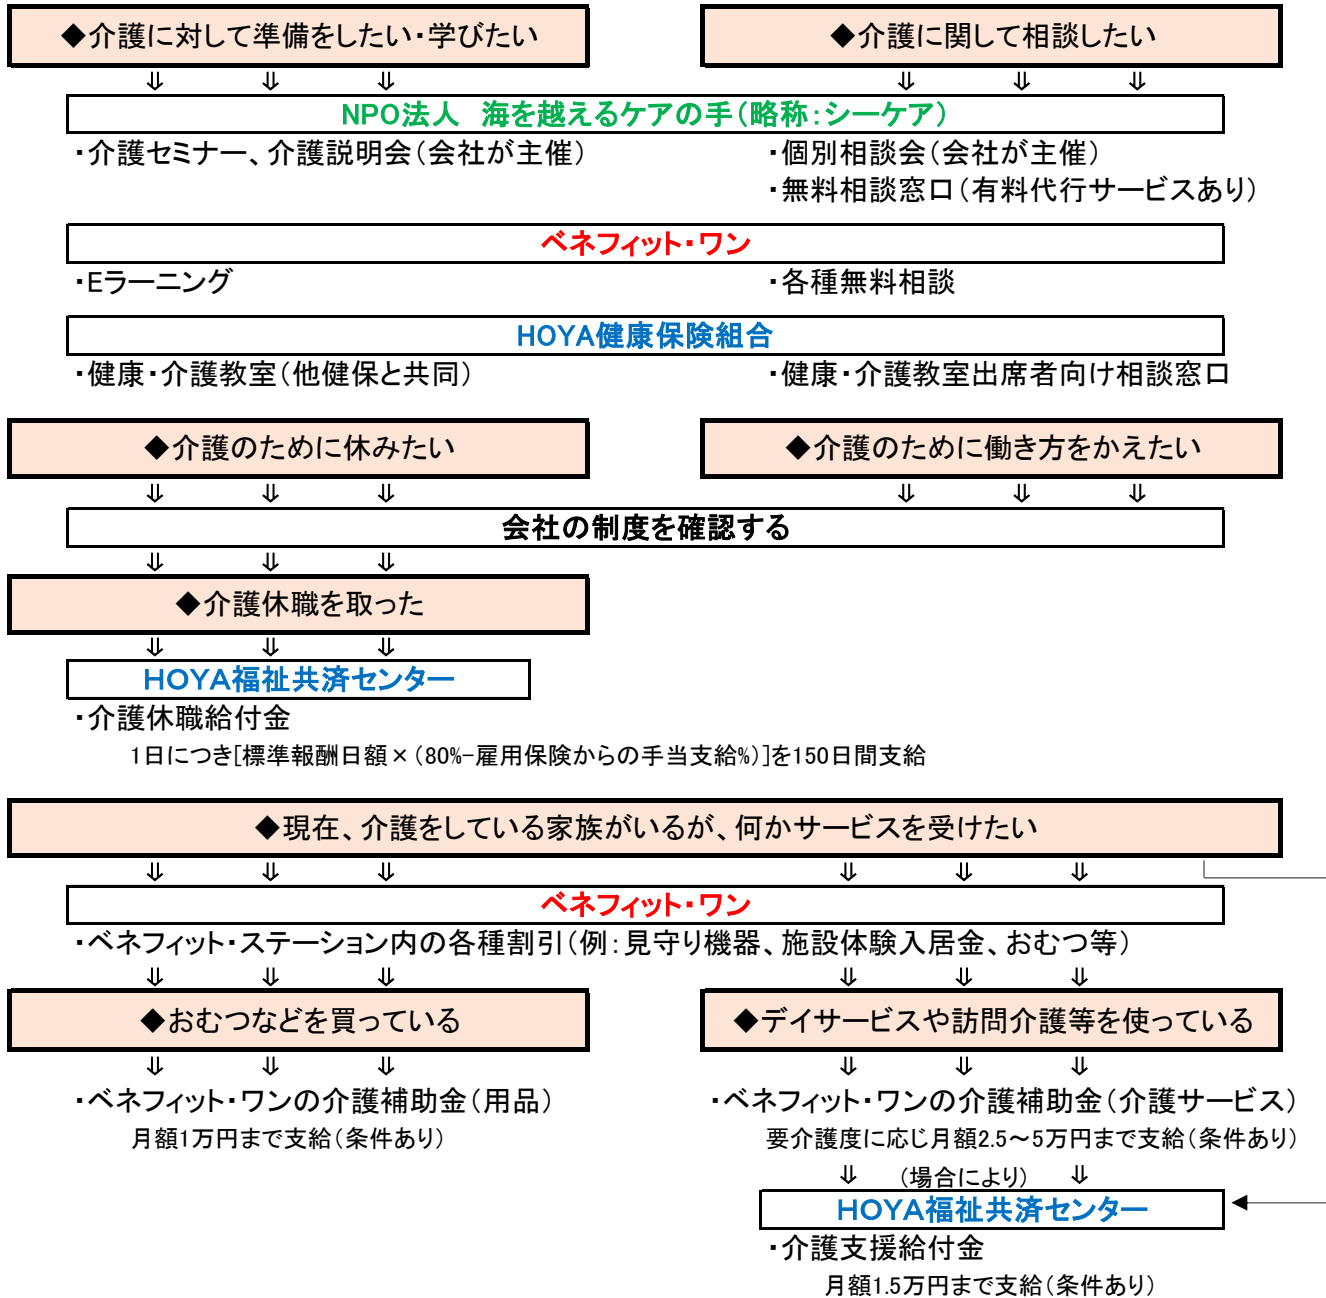 ◆介護に対して準備をしたい・学びたい
◆介護に関して相談したい
⇓ ⇓ ⇓ ⇓ ⇓ ⇓
NPO法人 海を越えるケアの手(略称:シーケア)
・介護セミナー、介護説明会(会社が主催)
・個別相談会(会社が主催)
・無料相談窓口(有料代行サービスあり)
ベネフィット・ワン
・Eラーニング
・各種無料相談
HOYA健康保険組合
・健康・介護教室(他健保と共同)
・健康・介護教室出席者向け相談窓口
◆介護のために休みたい
◆介護のために働き方をかえたい
⇓ ⇓ ⇓ ⇓ ⇓ ⇓
会社の制度を確認する
⇓ ⇓ ⇓
◆介護休職を取った
⇓ ⇓ ⇓
HOYA福祉共済センター
・介護休職給付金
1日につき[標準報酬日額×(80%-雇用保険からの手当支給%)]を150日間支給
◆現在、介護をしている家族がいるが、何かサービスを受けたい
⇓ ⇓ ⇓ ⇓ ⇓ ⇓
ベネフィット・ワン
・ベネフィット・ステーション内の各種割引(例:見守り機器、施設体験入居金、おむつ等)
⇓ ⇓ ⇓ ⇓ ⇓ ⇓
◆おむつなどを買っている
◆デイサービスや訪問介護等を使っている
⇓ ⇓ ⇓ ⇓ ⇓ ⇓
・ベネフィット・ワンの介護補助金(用品)
月額1万円まで支給(条件あり)
・ベネフィット・ワンの介護補助金(介護サービス)
要介護度に応じ月額2.5~5万円まで支給(条件あり)
⇓ (場合により) ⇓
HOYA福祉共済センター
・介護支援給付金
月額1.5万円まで支給(条件あり)